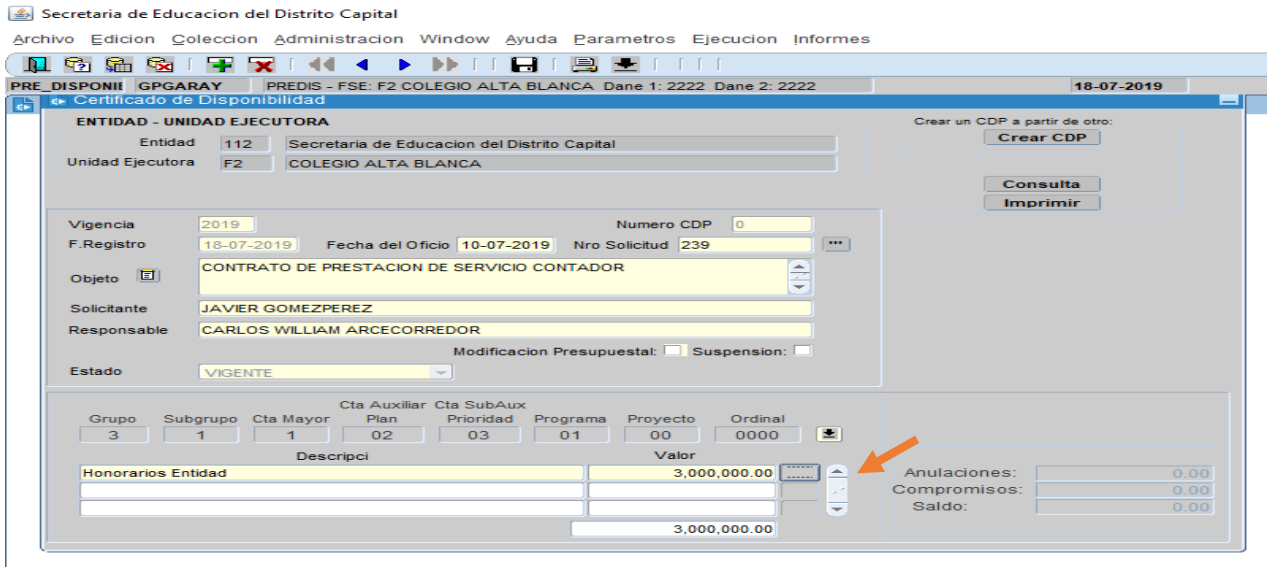 Secretaria de Educacion del Distrito Capital
Archivo Edicion Coleccion Administracion Window Ayuda Parametros Ejecucion Informes
PRE_DISPONIE GPGARAY PREDIS - FSE: F2 COLEGIO ALTA BLANCA Dane 1: 2222 Dane 2: 2222 18-07-2019
Certificado de Disponibilidad
ENTIDAD - UNIDAD EJECUTORA Crear un CDP a partir de otro:
Entidad 112 Secretaria de Educacion del Distrito Capital Crear CDP
Unidad Ejecutora F2 COLEGIO ALTA BLANCA
Consulta
Imprimir
Vigencia 2019 Numero CDP 0
F.Registro 18-07-2019 Fecha del Oficio 10-07-2019 Nro Solicitud 239 ...
Objeto CONTRATO DE PRESTACION DE SERVICIO CONTADOR
Solicitante JAVIER GOMEZPEREZ
Responsable CARLOS WILLIAM ARCECORREDOR
Modificacion Presupuestal: Suspension:
Estado VIGENTE
Cta Auxiliar Cta SubAux
Grupo Subgrupo Cta Mayor Plan Prioridad Programa Proyecto Ordinal
3 1 1 02 03 01 00 0000
Descripci Valor
Honorarios Entidad 3,000,000.00 Anulaciones: 0.00
Compromisos: 0.00
Saldo: 0.00
3,000,000.00